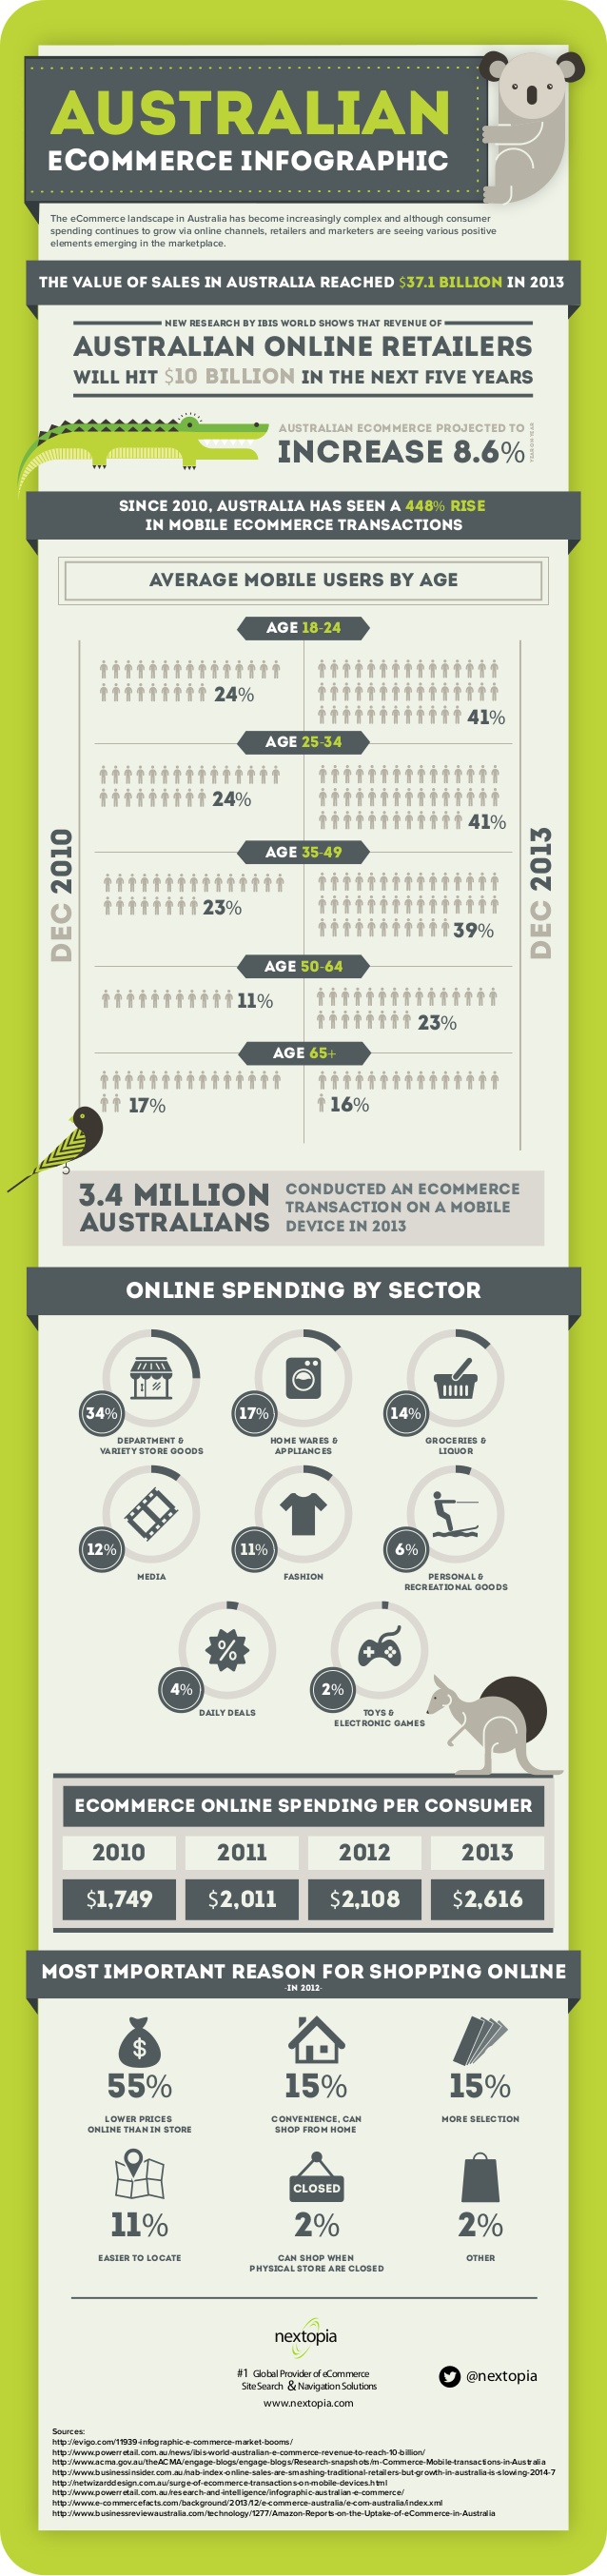 AUSTRALIAN
ECOMMERCE INFOGRAPHIC
The eCommerce landscape in Australia has become increasingly complex and although consumer
spending continues to grow via online channels, retailers and marketers are seeing various positive
elements emerging in the marketplace.
THE VALUE OF SALES IN AUSTRALIA REACHED $37.1 BILLION IN 2013
NEW RESEARCH BY IBIS WORLD SHOWS THAT REVENUE OF
AUSTRALIAN ONLINE RETAILERS
WILL HIT $10 BILLION IN THE NEXT FIVE YEARS
AUSTRALIAN ECOMMERCE PROJECTED TO
INCREASE 8.6%
YEAR ON YEAR
SINCE 2010, AUSTRALIA HAS SEEN A 448% RISE
IN MOBILE ECOMMERCE TRANSACTIONS
AVERAGE MOBILE USERS BY AGE
DEC 2010
DEC 2013
AGE 18-24
24%
41%
AGE 25-34
24%
41%
AGE 35-49
23%
39%
AGE 50-64
11%
23%
AGE 65+
17%
16%
3.4 MILLION
AUSTRALIANS
CONDUCTED AN ECOMMERCE
TRANSACTION ON A MOBILE
DEVICE IN 2013
ONLINE SPENDING BY SECTOR
34%
DEPARTMENT &
VARIETY STORE GOODS
17%
HOME WARES &
APPLIANCES
14%
GROCERIES &
LIQUOR
12%
MEDIA
11%
FASHION
6%
PERSONAL &
RECREATIONAL GOODS
%
4%
DAILY DEALS
2%
TOYS &
ELECTRONIC GAMES
ECOMMERCE ONLINE SPENDING PER CONSUMER
2010 2011 2012 2013
$1,749 $2,011 $2,108 $2,616
MOST IMPORTANT REASON FOR SHOPPING ONLINE
-IN 2012-
$
55%
LOWER PRICES
ONLINE THAN IN STORE
15%
CONVENIENCE, CAN
SHOP FROM HOME
15%
MORE SELECTION
11%
EASIER TO LOCATE
CLOSED
2%
CAN SHOP WHEN
PHYSICAL STORE ARE CLOSED
2%
OTHER
nextopia
#1 Global Provider of eCommerce
Site Search & Navigation Solutions
www.nextopia.com
@nextopia
Sources:
http://evigo.com/11939-infographic-e-commerce-market-booms/
http://www.powerretail.com.au/news/ibis-world-australian-e-commerce-revenue-to-reach-10-billion/
http://www.acma.gov.au/theACMA/engage-blogs/engage-blogs/Research-snapshots/m-Commerce-Mobile-transactions-in-Australia
http://www.businessinsider.com.au/nab-index-online-sales-are-smashing-traditional-retailers-but-growth-in-australia-is-slowing-2014-7
http://netwizarddesign.com.au/surge-of-ecommerce-transactions-on-mobile-devices.html
http://www.powerretail.com.au/research-and-intelligence/infographic-australian-e-commerce/
http://www.e-commercefacts.com/background/2013/12/e-commerce-australia/e-com-australia/index.xml
http://www.businessreviewaustralia.com/technology/1277/Amazon-Reports-on-the-Uptake-of-eCommerce-in-Australia